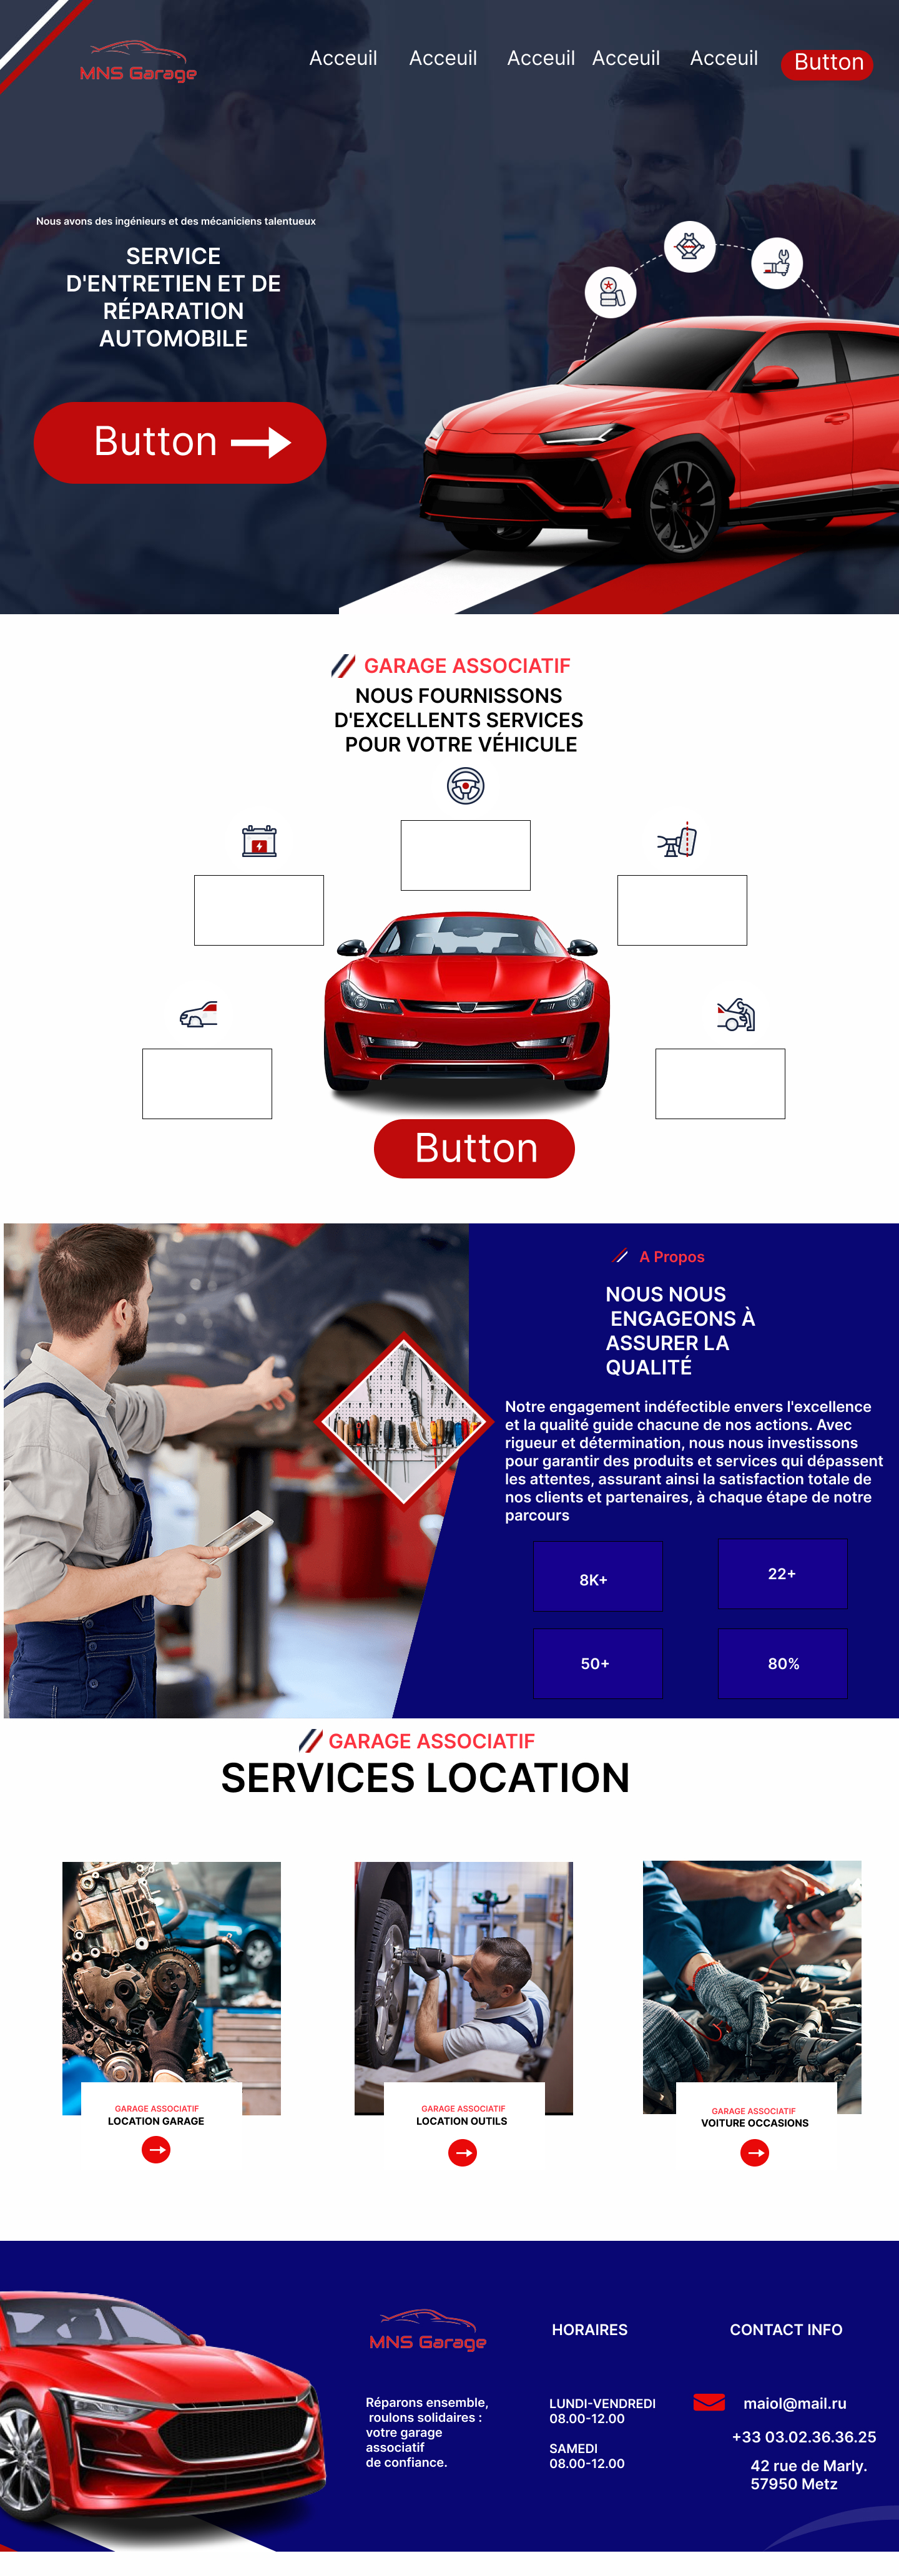 MNS Garage
Acceuil Acceuil Acceuil Acceuil Acceuil Button
Nous avons des ingénieurs et des mécaniciens talentueux
SERVICE
D'ENTRETIEN ET DE
RÉPARATION
AUTOMOBILE
Button
GARAGE ASSOCIATIF
NOUS FOURNISSONS
D'EXCELLENTS SERVICES
POUR VOTRE VÉHICULE
Button
A Propos
NOUS NOUS
ENGAGEONS À
ASSURER LA
QUALITÉ
Notre engagement indéfectible envers l'excellence
et la qualité guide chacune de nos actions. Avec
rigueur et détermination, nous nous investissons
pour garantir des produits et services qui dépassent
les attentes, assurant ainsi la satisfaction totale de
nos clients et partenaires, à chaque étape de notre
parcours
8K+
22+
50+
80%
GARAGE ASSOCIATIF
SERVICES LOCATION
GARAGE ASSOCIATIF
LOCATION GARAGE
GARAGE ASSOCIATIF
LOCATION OUTILS
GARAGE ASSOCIATIF
VOITURE OCCASIONS
MNS Garage
Réparons ensemble,
roulons solidaires :
votre garage
associatif
de confiance.
HORAIRES
LUNDI-VENDREDI
08.00-12.00
SAMEDI
08.00-12.00
CONTACT INFO
maiol@mail.ru
+33 03.02.36.36.25
42 rue de Marly.
57950 Metz